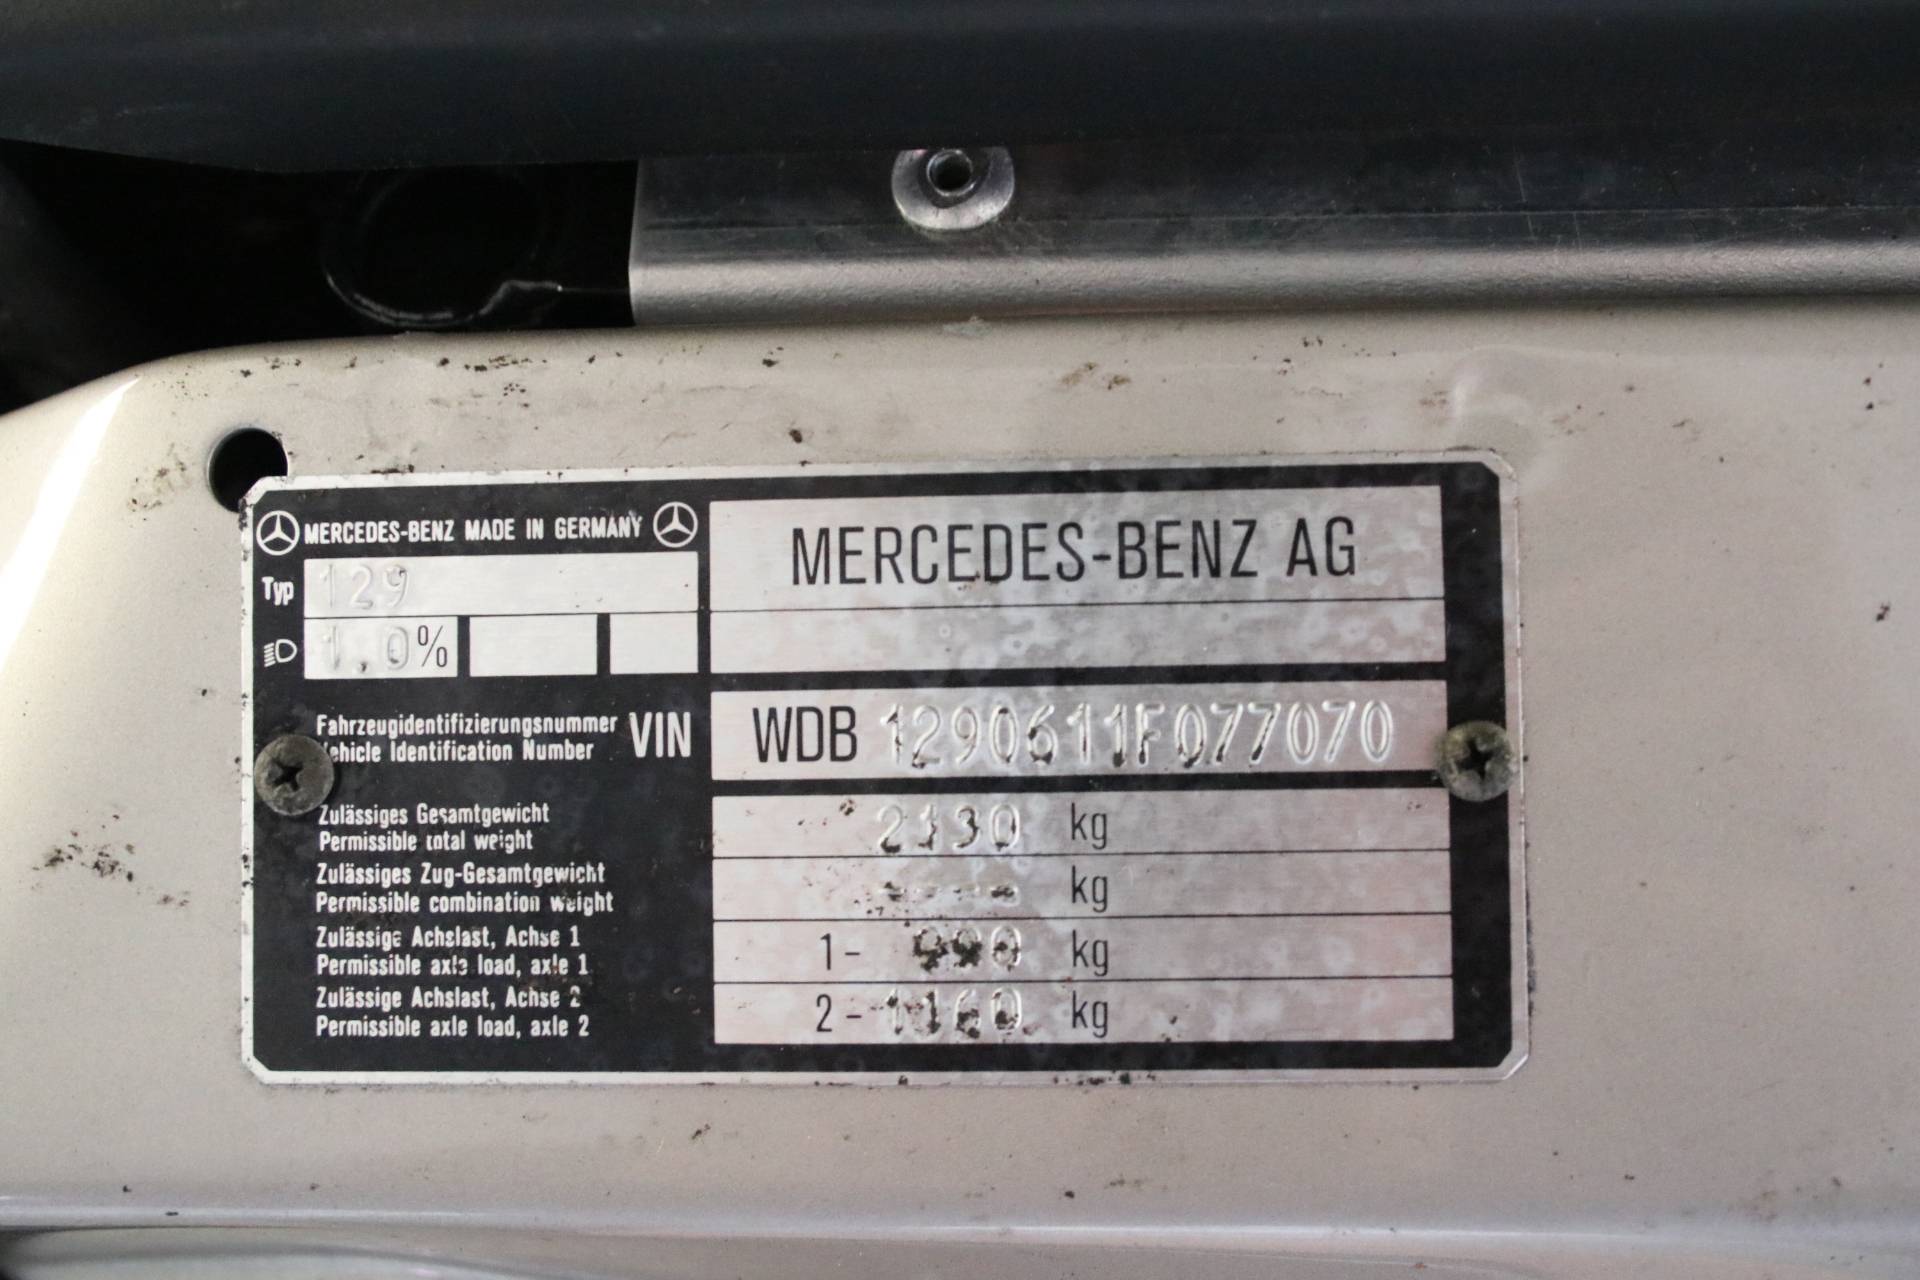 MERCEDES-BENZ MADE IN GERMANY
MERCEDES-BENZ AG
Typ 129
1.0%
Fahrzeugidentifizierungsnummer
Vehicle Identification Number
VIN WDB 1290611F077070
Zulässiges Gesamtgewicht
Permissible total weight
2130 kg
Zulässiges Zug-Gesamtgewicht
Permissible combination weight
---- kg
Zulässige Achslast, Achse 1
Permissible axle load, axle 1
1- 990 kg
Zulässige Achslast, Achse 2
Permissible axle load, axle 2
2- 1160 kg